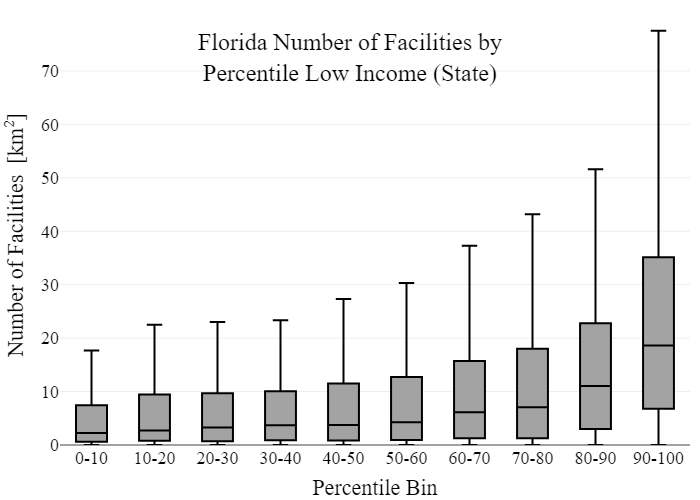 Florida Number of Facilities by
Percentile Low Income (State)
Number of Facilities [km²]
70
60
50
40
30
20
10
0
0-10 10-20 20-30 30-40 40-50 50-60 60-70 70-80 80-90 90-100
Percentile Bin